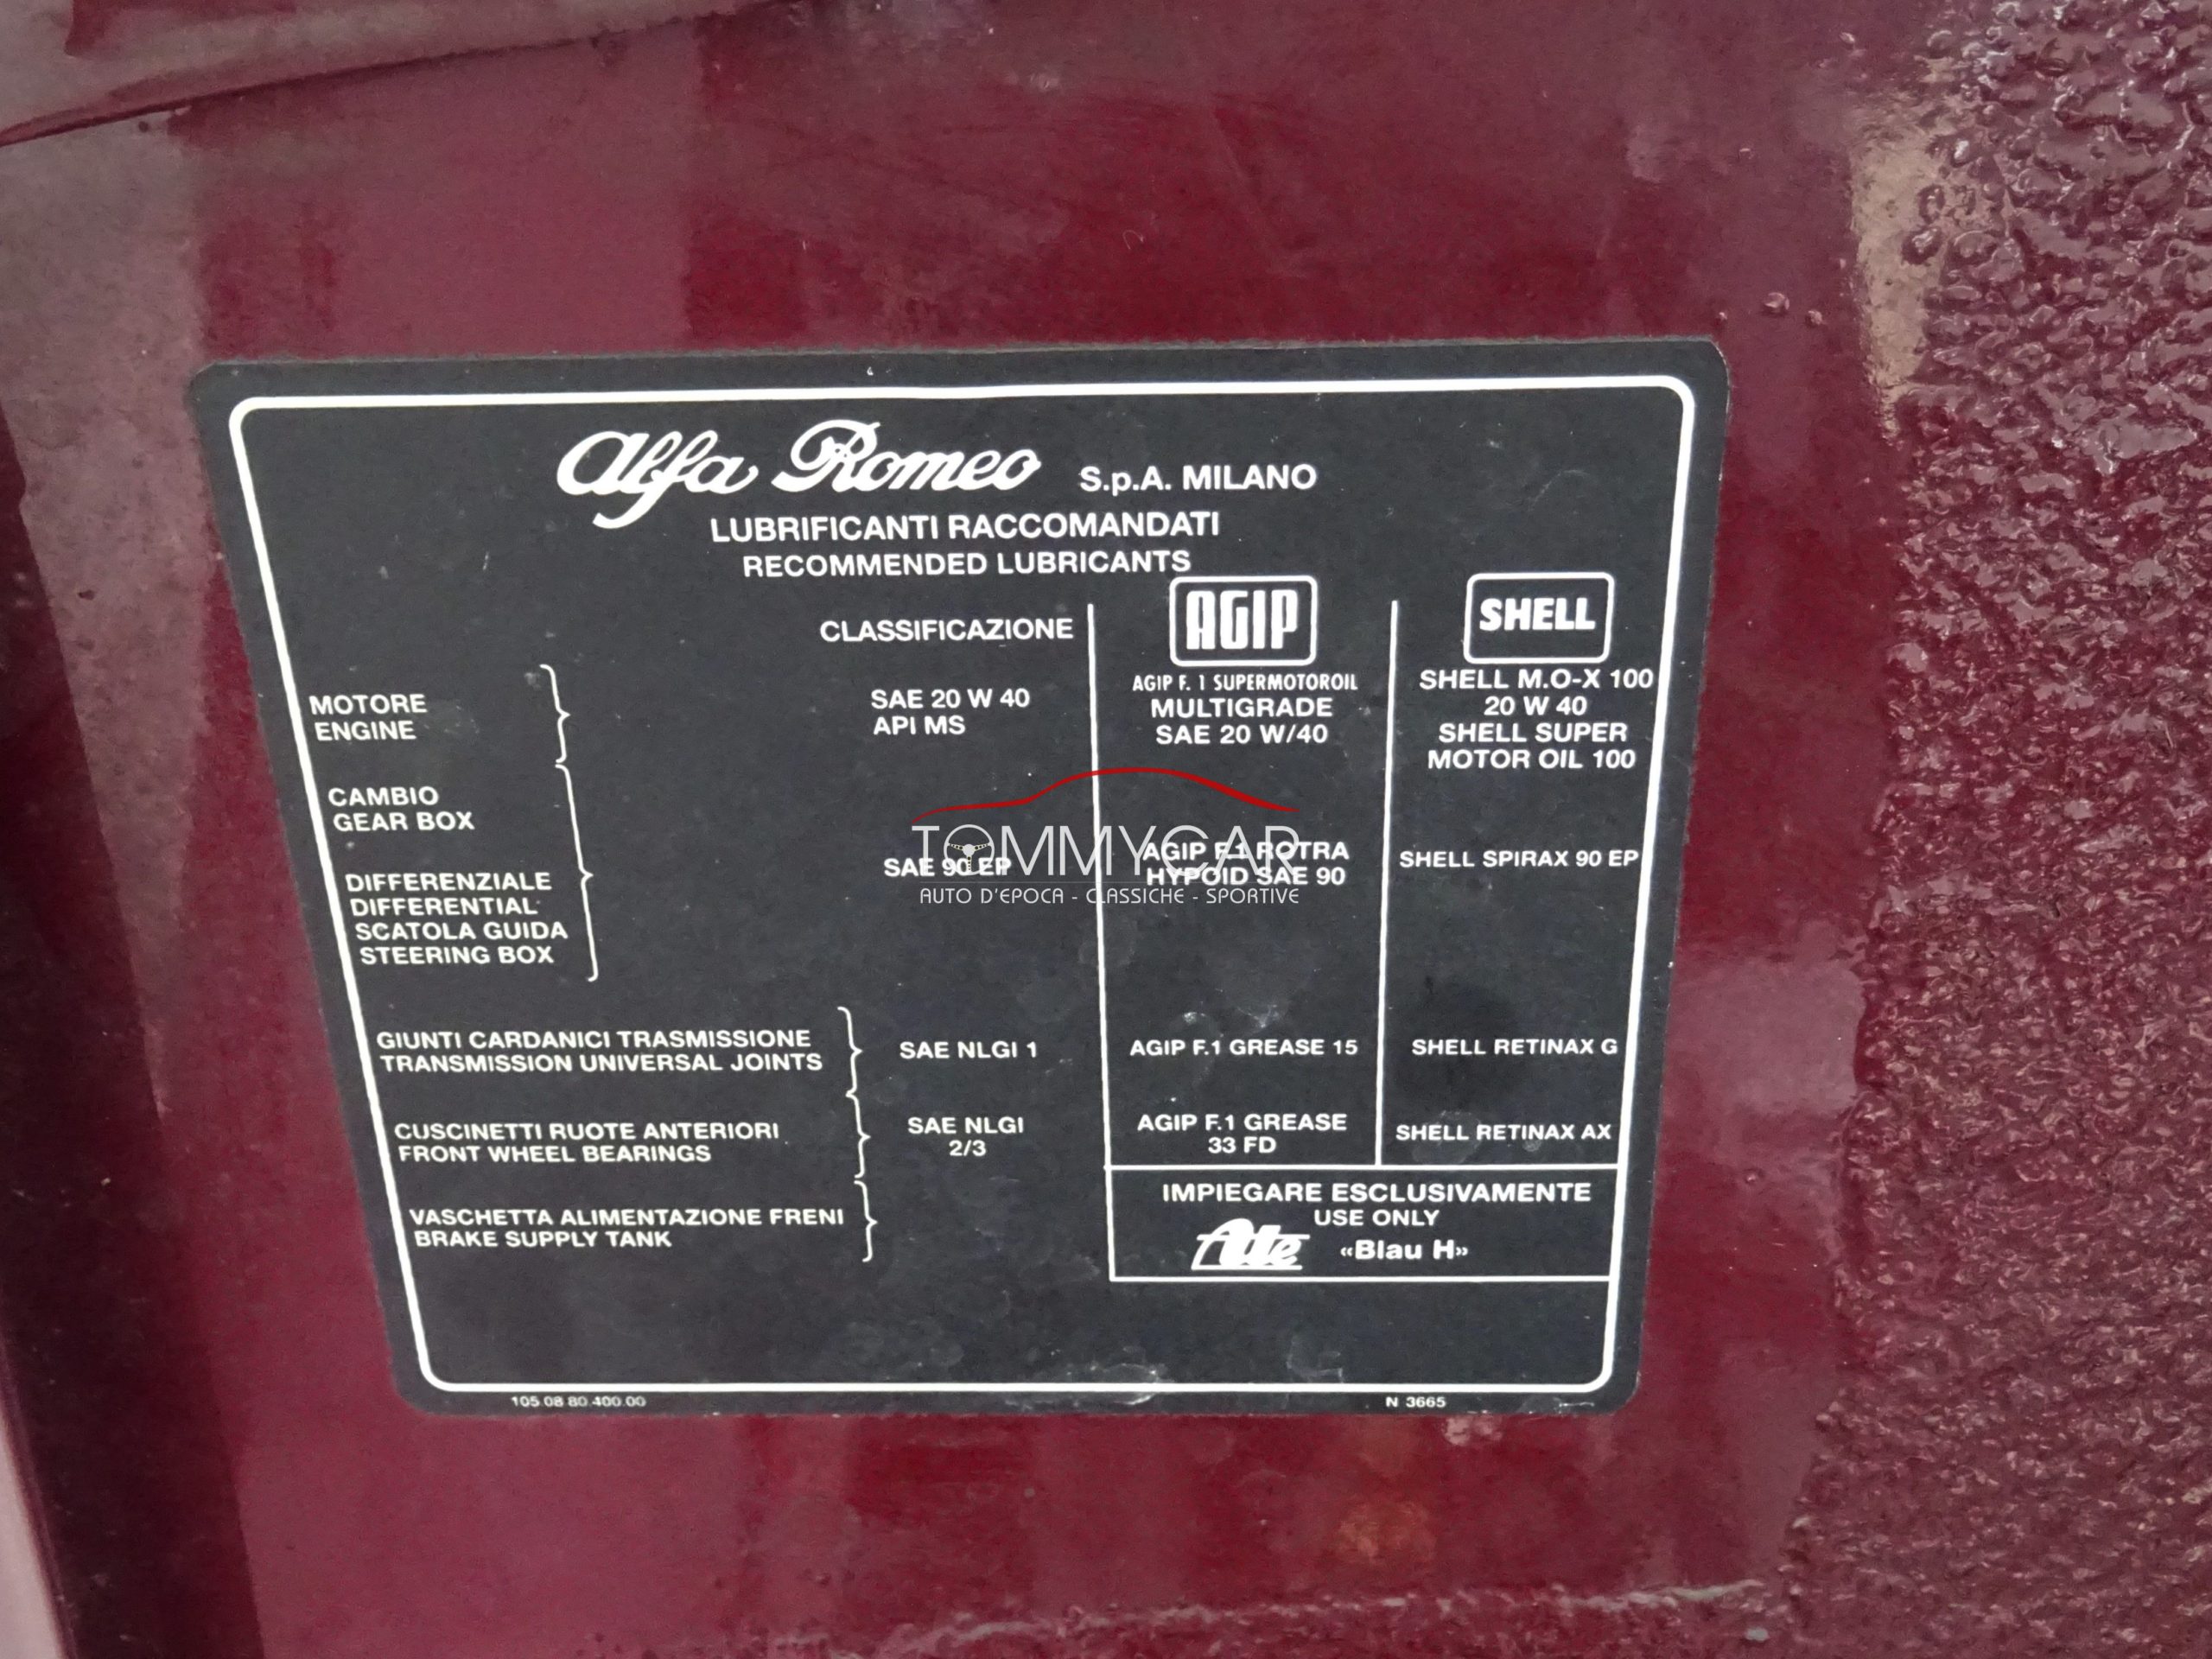 Alfa Romeo S.p.A. MILANO
LUBRIFICANTI RACCOMANDATI
RECOMMENDED LUBRICANTS
CLASSIFICAZIONE AGIP SHELL
MOTORE
ENGINE
SAE 20 W 40
API MS
AGIP F. 1 SUPERMOTOROIL
MULTIGRADE
SAE 20 W/40
SHELL M.O-X 100
20 W 40
SHELL SUPER
MOTOR OIL 100
CAMBIO
GEAR BOX
DIFFERENZIALE
DIFFERENTIAL
SCATOLA GUIDA
STEERING BOX
SAE 90 EP
AGIP F.1 ROTRA
HYPOID SAE 90
SHELL SPIRAX 90 EP
TOMMYCAR
AUTO D'EPOCA - CLASSICHE - SPORTIVE
GIUNTI CARDANICI TRASMISSIONE
TRANSMISSION UNIVERSAL JOINTS
SAE NLGI 1
AGIP F.1 GREASE 15
SHELL RETINAX G
CUSCINETTI RUOTE ANTERIORI
FRONT WHEEL BEARINGS
SAE NLGI
2/3
AGIP F.1 GREASE
33 FD
SHELL RETINAX AX
VASCHETTA ALIMENTAZIONE FRENI
BRAKE SUPPLY TANK
IMPIEGARE ESCLUSIVAMENTE
USE ONLY
Ate «Blau H»
105.08.80.400.00
N 3665